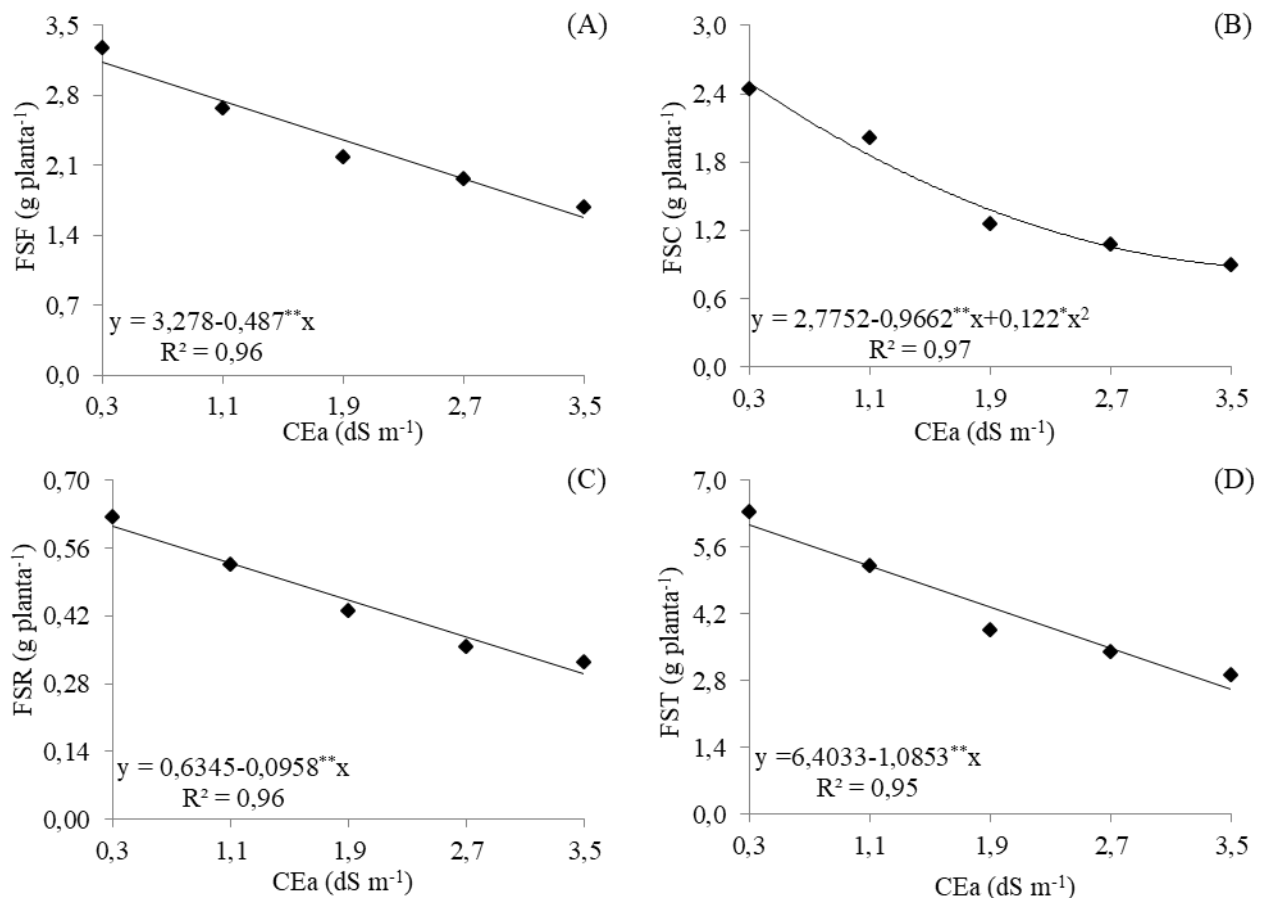 (A)
FSF (g planta⁻¹)
3,5
2,8
2,1
1,4
0,7
0,0
y = 3,278-0,487**x
R² = 0,96
0,3 1,1 1,9 2,7 3,5
CEa (dS m⁻¹)
(B)
FSC (g planta⁻¹)
3,0
2,4
1,8
1,2
0,6
0,0
y = 2,7752-0,9662**x+0,122*x²
R² = 0,97
0,3 1,1 1,9 2,7 3,5
CEa (dS m⁻¹)
(C)
FSR (g planta⁻¹)
0,70
0,56
0,42
0,28
0,14
0,00
y = 0,6345-0,0958**x
R² = 0,96
0,3 1,1 1,9 2,7 3,5
CEa (dS m⁻¹)
(D)
FST (g planta⁻¹)
7,0
5,6
4,2
2,8
1,4
0,0
y =6,4033-1,0853**x
R² = 0,95
0,3 1,1 1,9 2,7 3,5
CEa (dS m⁻¹)